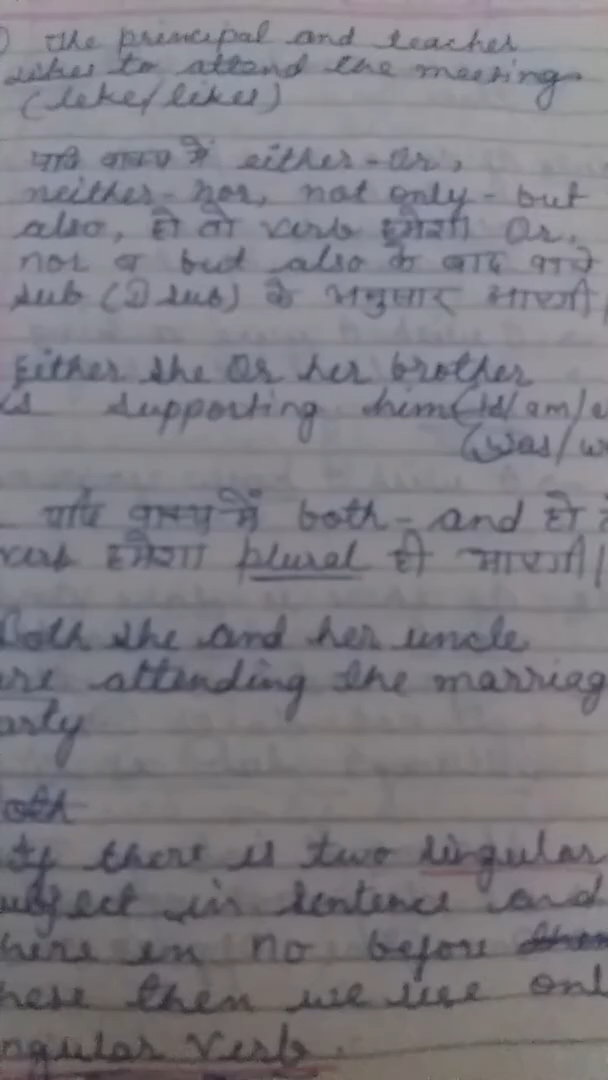 The principal and teacher
likes to attend the meeting.
(like/likes)
यदि वाक्य में either-or,
neither-nor, not only-but
also, हो तो verb हमेशा Or,
nor व but also के बाद वाले
sub (② sub) के अनुसार आएगी।
Either she or her brother
is supporting him (is/am/a
(was/w
यदि वाक्य में both-and हो त
verb हमेशा plural ही आएगी।
Both she and her uncle
are attending the marriag
arty
oth
If there is two singular
ubject in sentence and
here in no before
hese then we use onl
ngular verb.